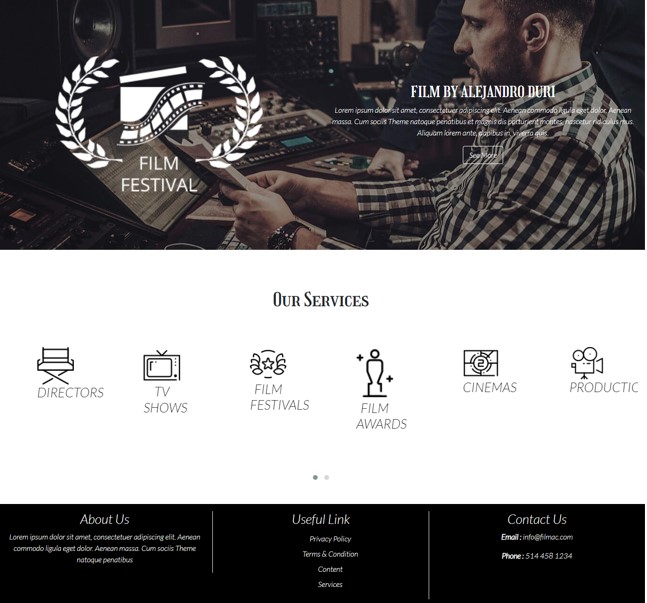 FILM
FESTIVAL
FILM BY ALEJANDRO DURI
Lorem ipsum dolor sit amet, consectetuer adipiscing elit. Aenean commodo ligula eget dolor. Aenean
massa. Cum sociis Theme natoque penatibus et magnis dis parturient montes, nascetur ridiculus mus.
Aliquam lorem ante, dapibus in, viverra quis
See More
OUR SERVICES
DIRECTORS
TV
SHOWS
FILM
FESTIVALS
FILM
AWARDS
2
CINEMAS
PRODUCTIC
About Us
Lorem ipsum dolor sit amet, consectetuer adipiscing elit. Aenean
commodo ligula eget dolor. Aenean massa. Cum sociis Theme
natoque penatibus
Useful Link
Privacy Policy
Terms & Condition
Content
Services
Contact Us
Email : info@filmac.com
Phone : 514 458 1234